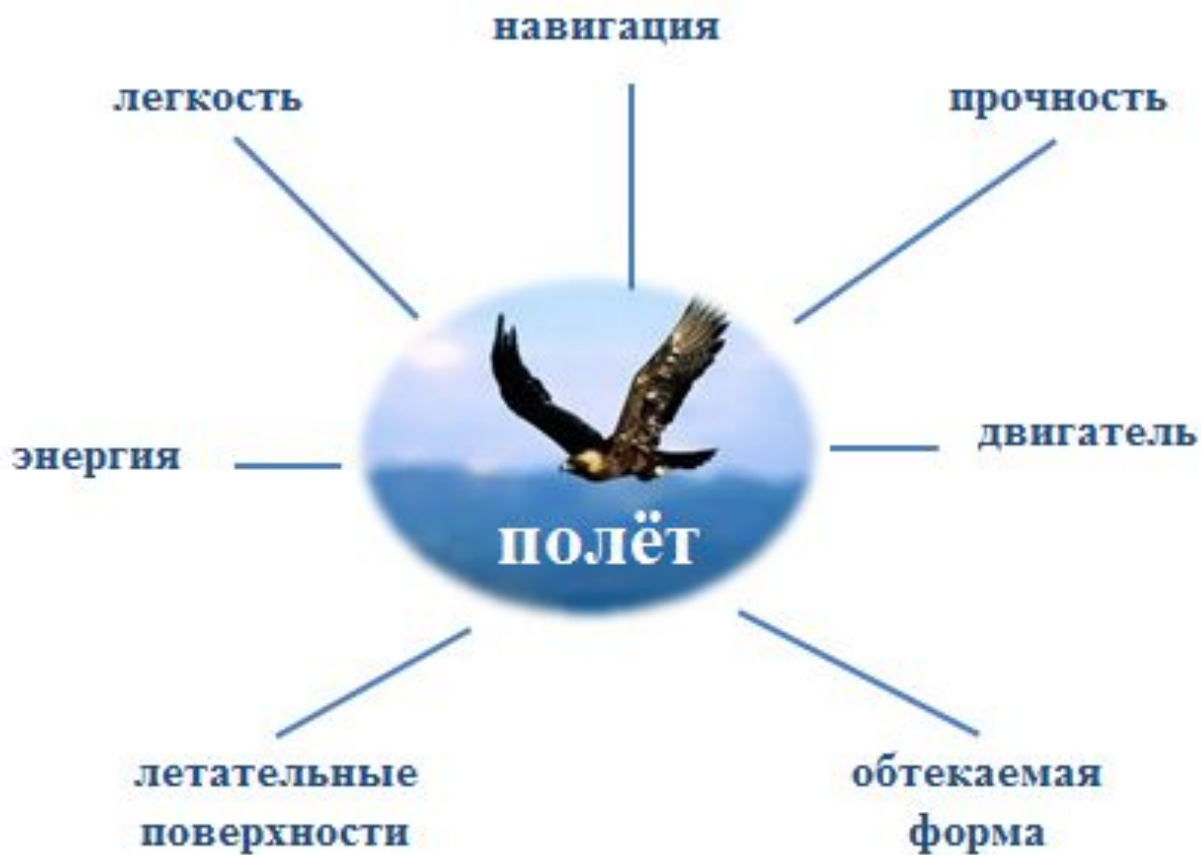 навигация
легкость
прочность
энергия
двигатель
полёт
летательные
поверхности
обтекаемая
форма